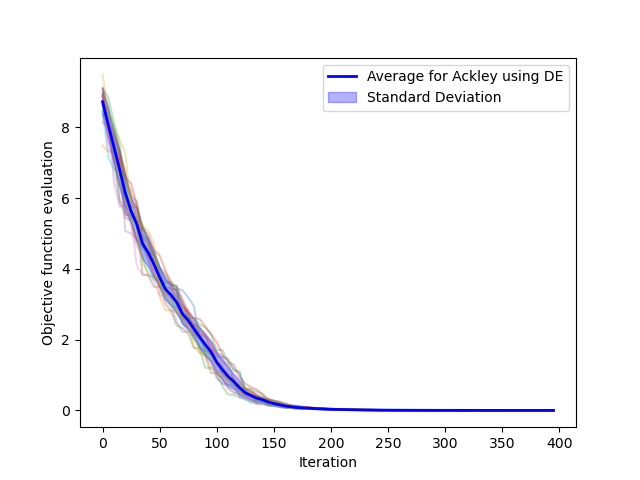 Average for Ackley using DE
Standard Deviation
Objective function evaluation
8
6
4
2
0
0 50 100 150 200 250 300 350 400
Iteration